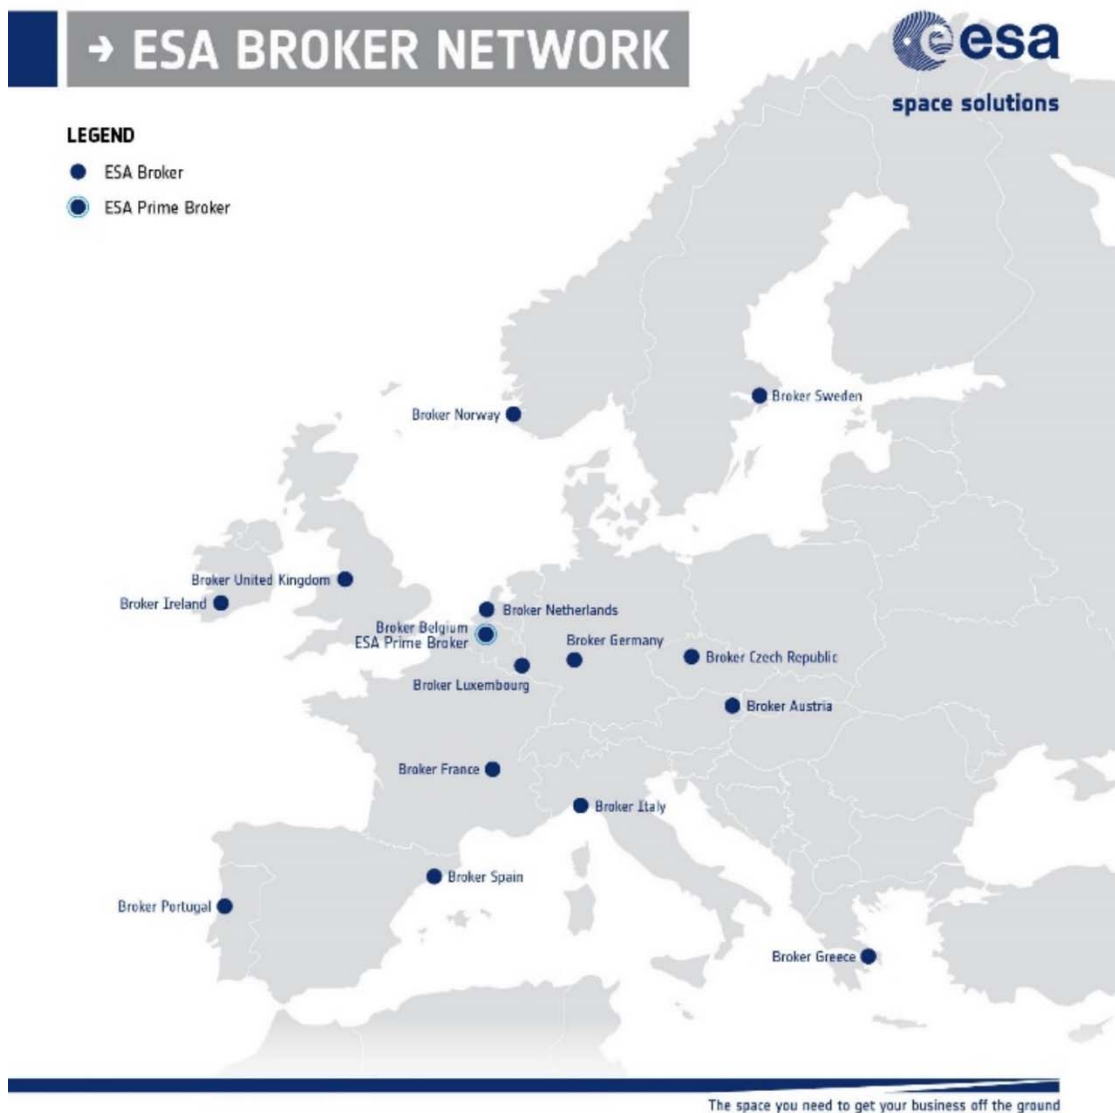 → ESA BROKER NETWORK
esa
space solutions
LEGEND
ESA Broker
ESA Prime Broker
Broker Sweden
Broker Norway
Broker United Kingdom
Broker Ireland
Broker Netherlands
Broker Belgium
ESA Prime Broker
Broker Germany
Broker Czech Republic
Broker Luxembourg
Broker Austria
Broker France
Broker Italy
Broker Spain
Broker Portugal
Broker Greece
The space you need to get your business off the ground